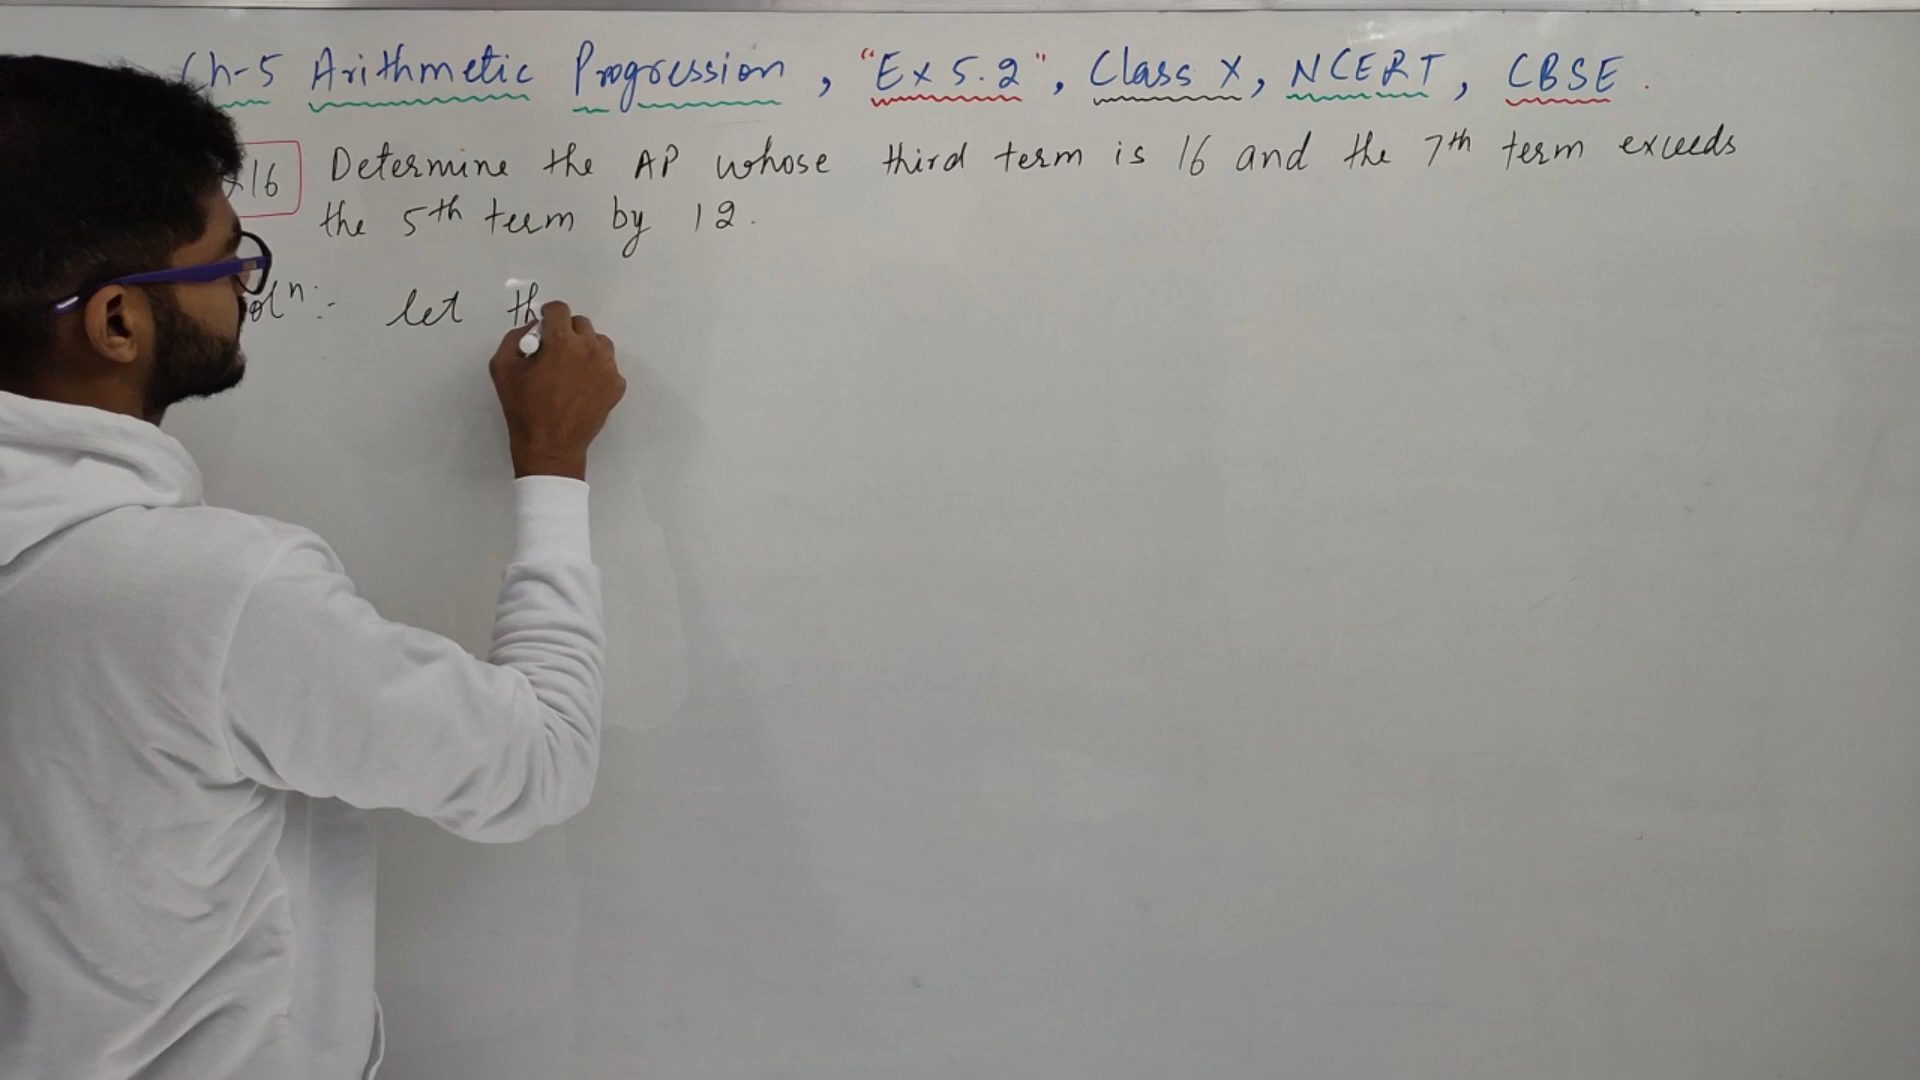 Ch-5 Arithmetic Progression, "Ex 5.2", Class X, NCERT, CBSE.
16 Determine the AP whose third term is 16 and the 7th term exceeds
the 5th term by 12.
olⁿ:- let th